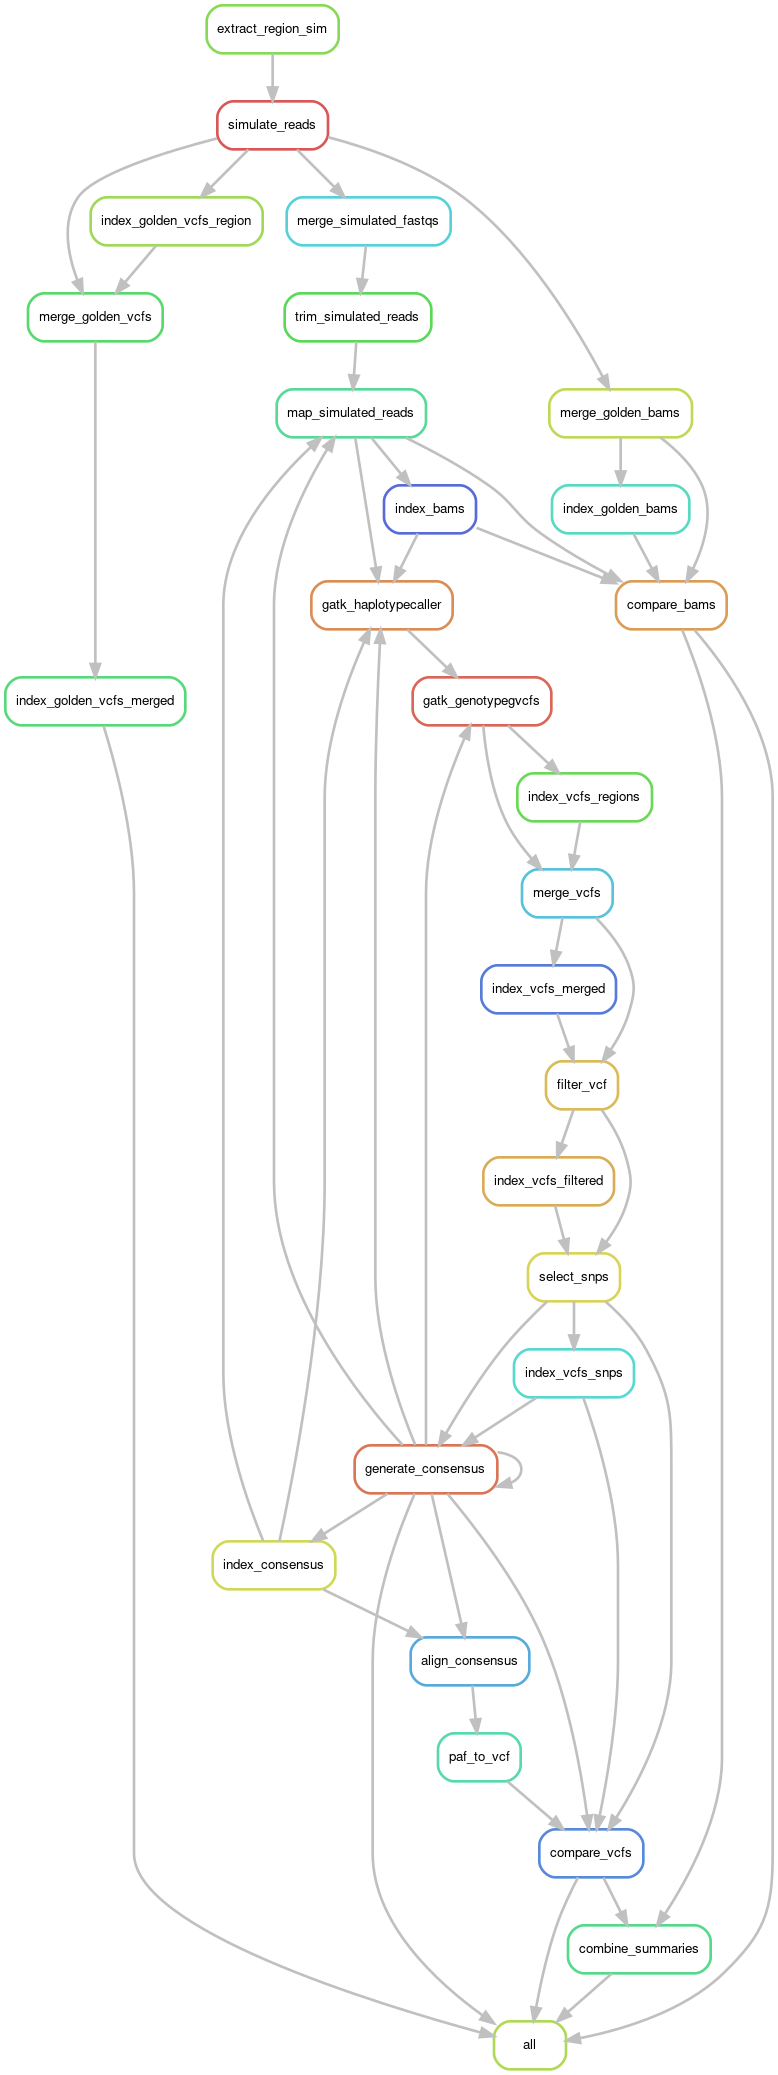 extract_region_sim
simulate_reads
index_golden_vcfs_region
merge_simulated_fastqs
merge_golden_vcfs
trim_simulated_reads
map_simulated_reads
merge_golden_bams
index_bams
index_golden_bams
gatk_haplotypecaller
compare_bams
index_golden_vcfs_merged
gatk_genotypegvcfs
index_vcfs_regions
merge_vcfs
index_vcfs_merged
filter_vcf
index_vcfs_filtered
select_snps
index_vcfs_snps
generate_consensus
index_consensus
align_consensus
paf_to_vcf
compare_vcfs
combine_summaries
all